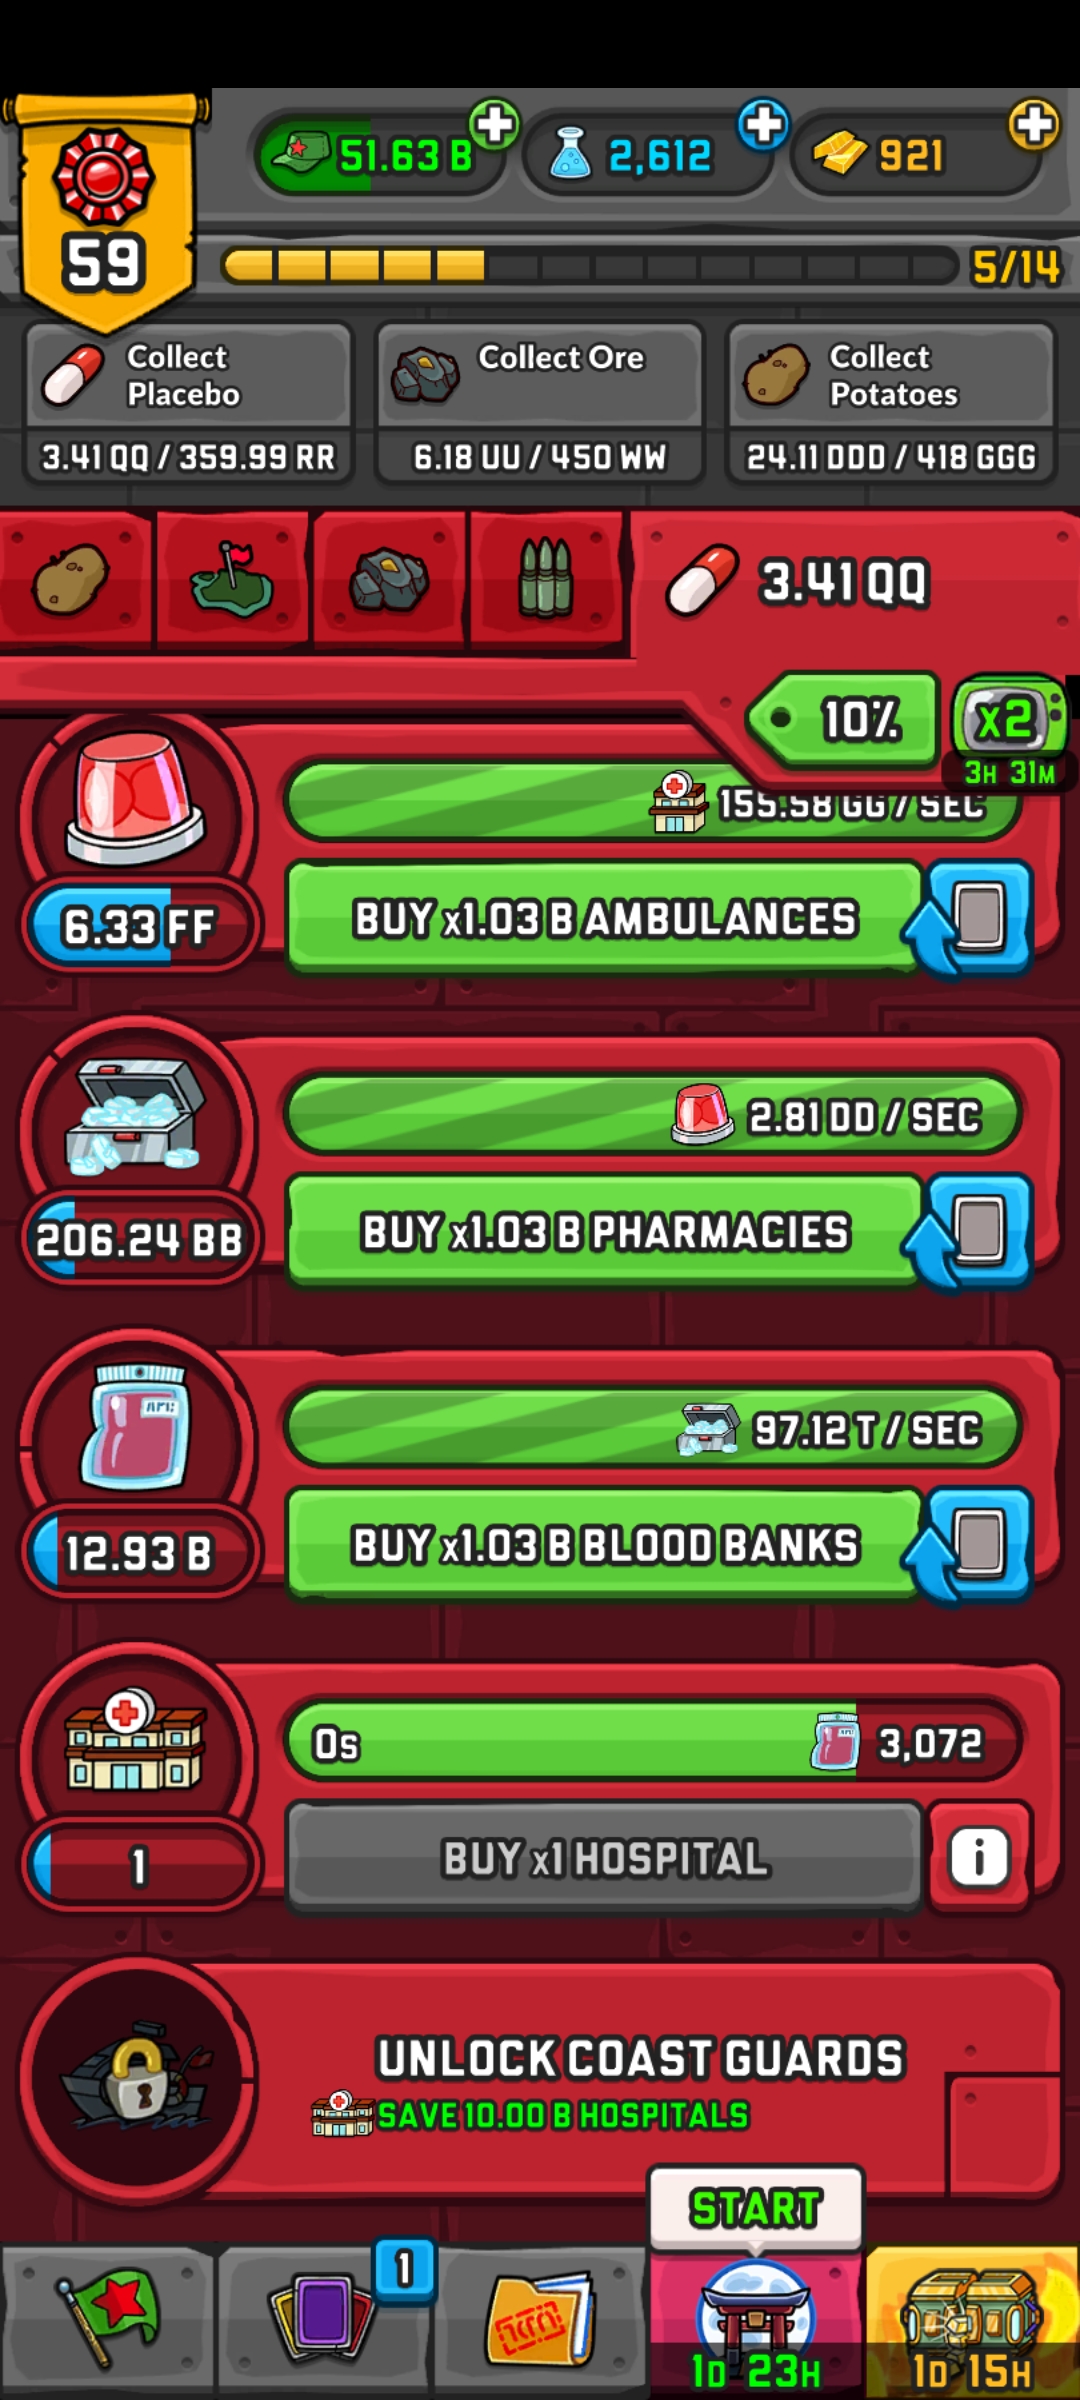 51.63 B
2,612
921
59
5/14
Collect
Placebo
3.41 QQ / 359.99 RR
Collect Ore
6.18 UU / 450 WW
Collect
Potatoes
24.11 DDD / 418 GGG
3.41 QQ
10%
x2
3H 31M
155.58 GG / SEC
6.33 FF
BUY x1.03 B AMBULANCES
2.81 DD / SEC
206.24 BB
BUY x1.03 B PHARMACIES
97.12 T / SEC
12.93 B
BUY x1.03 B BLOOD BANKS
0s
3,072
1
BUY x1 HOSPITAL
i
UNLOCK COAST GUARDS
SAVE 10.00 B HOSPITALS
START
1
1D 23H
1D 15H